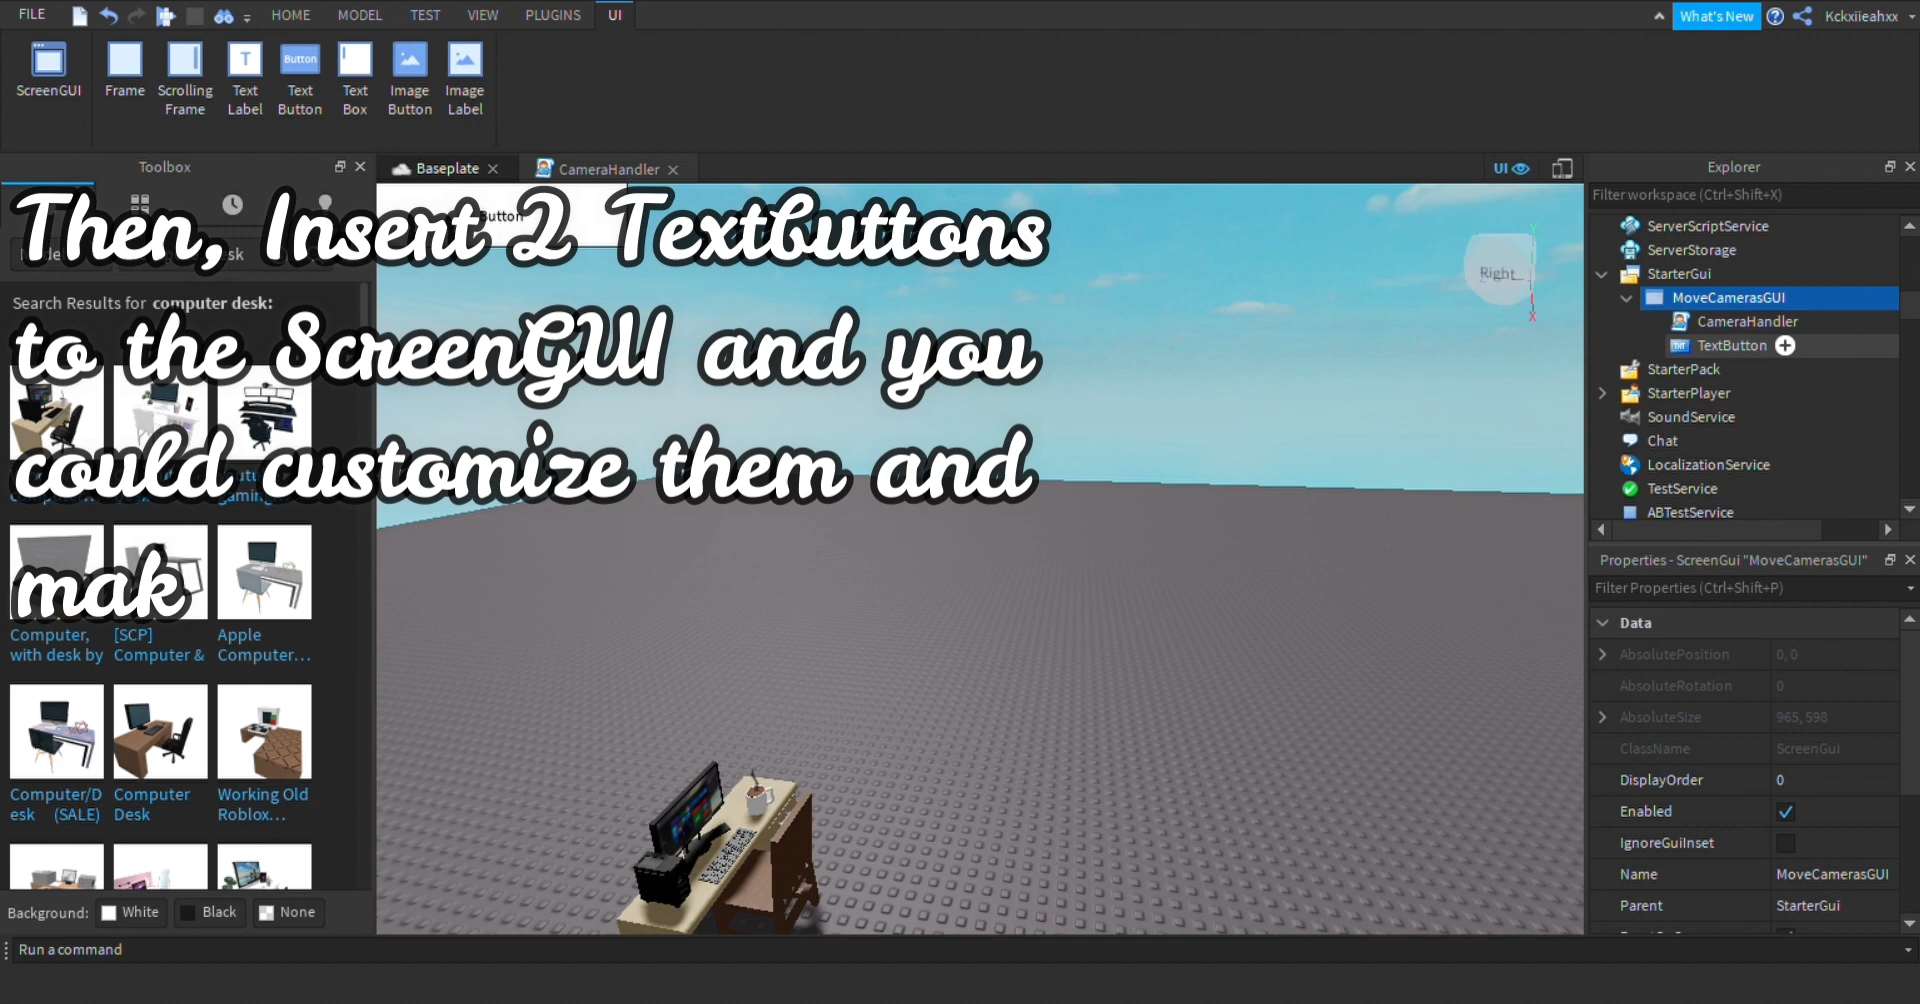 FILE
HOME
MODEL
TEST
VIEW
PLUGINS
UI
What's New
Kckxiieahxx
ScreenGUI
Frame
Scrolling
Frame
Text
Label
T
Text
Button
Button
Text
Box
Image
Button
Image
Label
Toolbox
Baseplate
CameraHandler
UI
Explorer
Filter workspace (Ctrl+Shift+X)
Then, Insert 2 Textbuttons
to the ScreenGUI and you
could customize them and
mak
Button
Search Results for computer desk:
Computer,
with desk by
[SCP]
Computer &
Apple
Computer...
Computer/D
esk (SALE)
Computer
Desk
Working Old
Roblox...
Background:
White
Black
None
Run a command
Right
Y
X
ServerScriptService
ServerStorage
StarterGui
MoveCamerasGUI
CameraHandler
TextButton
StarterPack
StarterPlayer
SoundService
Chat
LocalizationService
TestService
ABTestService
Properties - ScreenGui "MoveCamerasGUI"
Filter Properties (Ctrl+Shift+P)
Data
AbsolutePosition 0, 0
AbsoluteRotation 0
AbsoluteSize 965, 598
ClassName ScreenGui
DisplayOrder 0
Enabled
IgnoreGuiInset
Name MoveCamerasGUI
Parent StarterGui